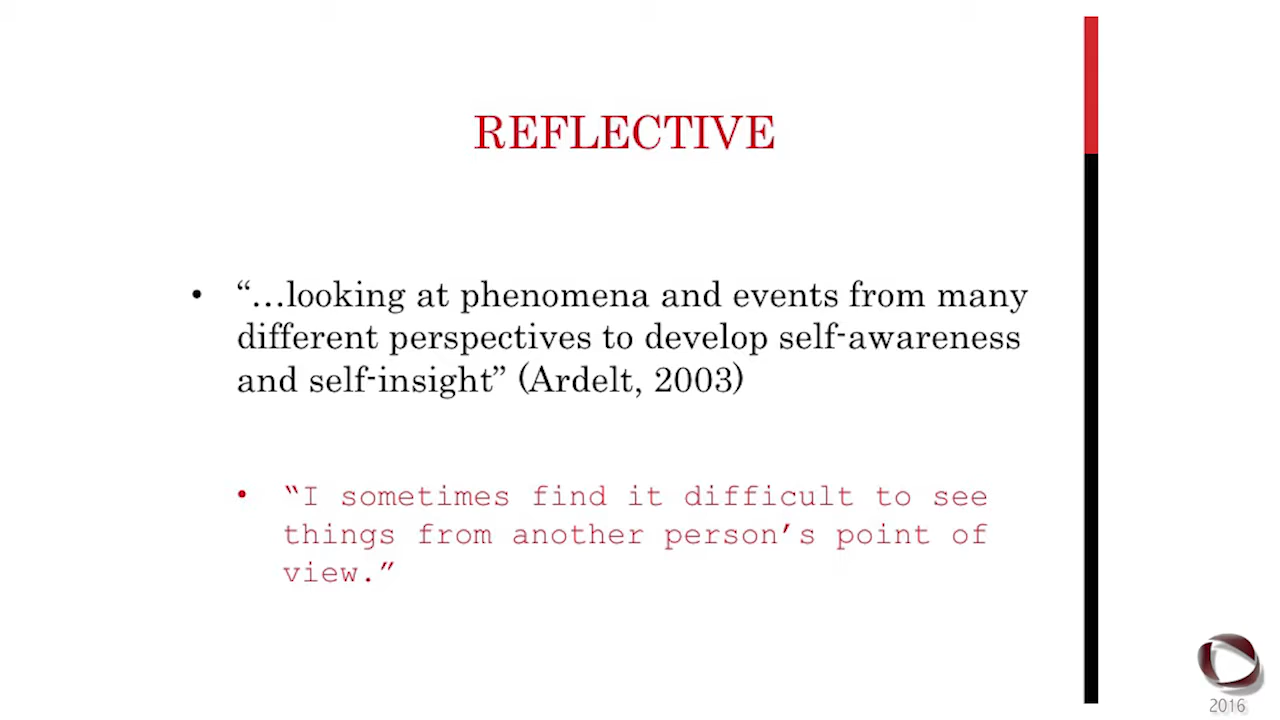 REFLECTIVE
• “…looking at phenomena and events from many
different perspectives to develop self-awareness
and self-insight” (Ardelt, 2003)
• “I sometimes find it difficult to see
things from another person’s point of
view.”
2016